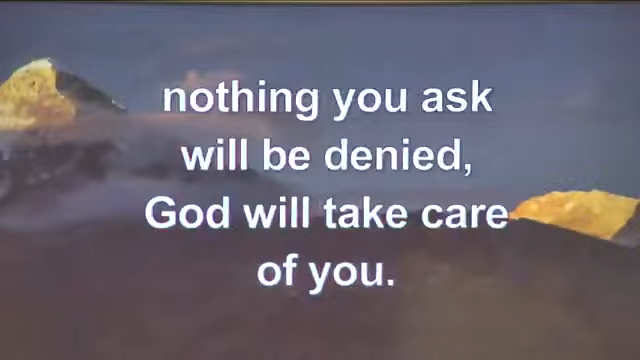 nothing you ask
will be denied,
God will take care
of you.